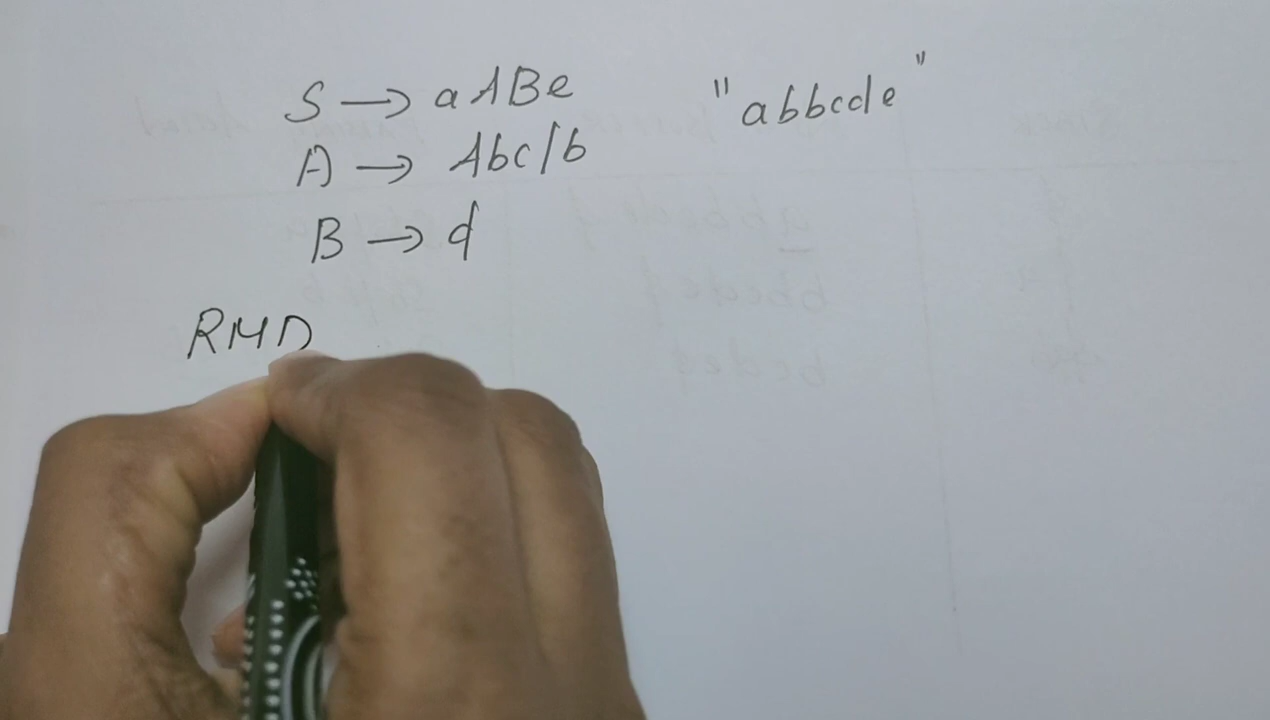 S → aABe "abbcde"
A → Abc/b
B → d
RMD